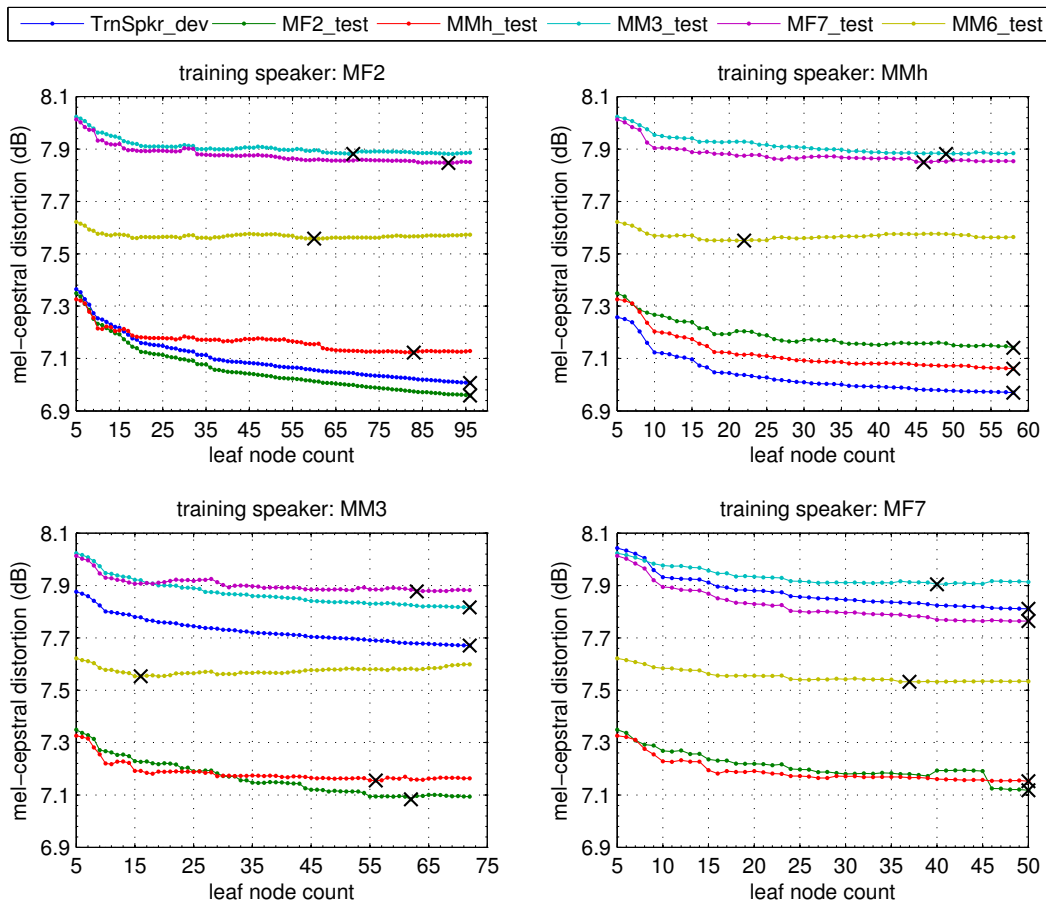 TrnSpkr_dev MF2_test MMh_test MM3_test MF7_test MM6_test
training speaker: MF2
8.1
7.9
7.7
7.5
7.3
7.1
6.9
mel−cepstral distortion (dB)
5 15 25 35 45 55 65 75 85 95
leaf node count
training speaker: MMh
8.1
7.9
7.7
7.5
7.3
7.1
6.9
mel−cepstral distortion (dB)
5 10 15 20 25 30 35 40 45 50 55 60
leaf node count
training speaker: MM3
8.1
7.9
7.7
7.5
7.3
7.1
6.9
mel−cepstral distortion (dB)
5 15 25 35 45 55 65 75
leaf node count
training speaker: MF7
8.1
7.9
7.7
7.5
7.3
7.1
6.9
mel−cepstral distortion (dB)
5 10 15 20 25 30 35 40 45 50
leaf node count